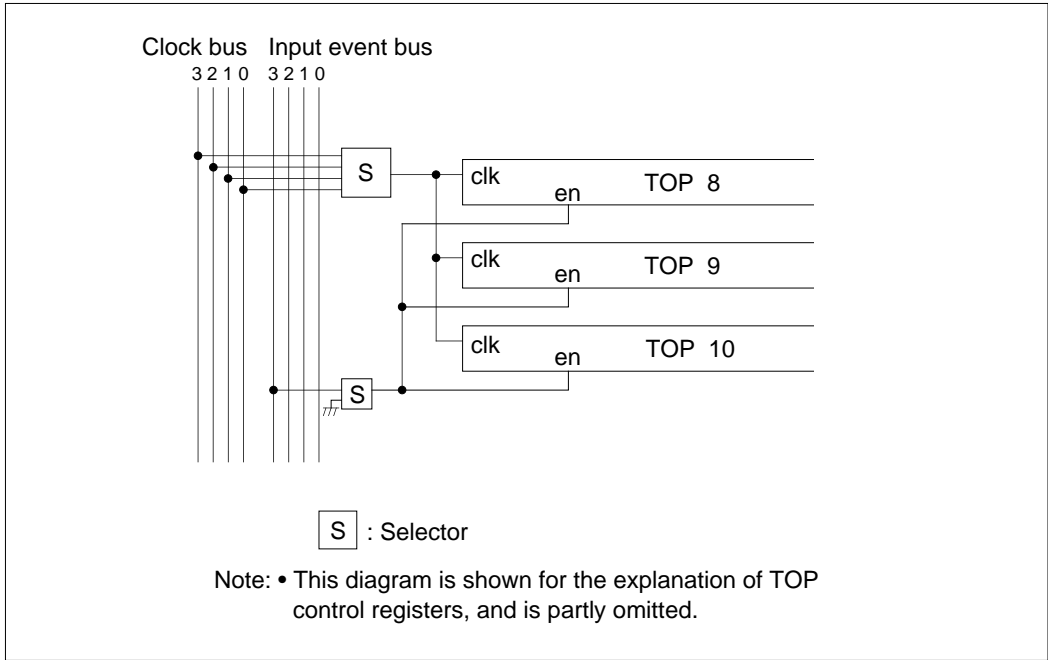 Clock bus Input event bus
3 2 1 0 3 2 1 0
S
clk
en
TOP 8
clk
en
TOP 9
clk
en
TOP 10
S
S : Selector
Note: • This diagram is shown for the explanation of TOP
control registers, and is partly omitted.